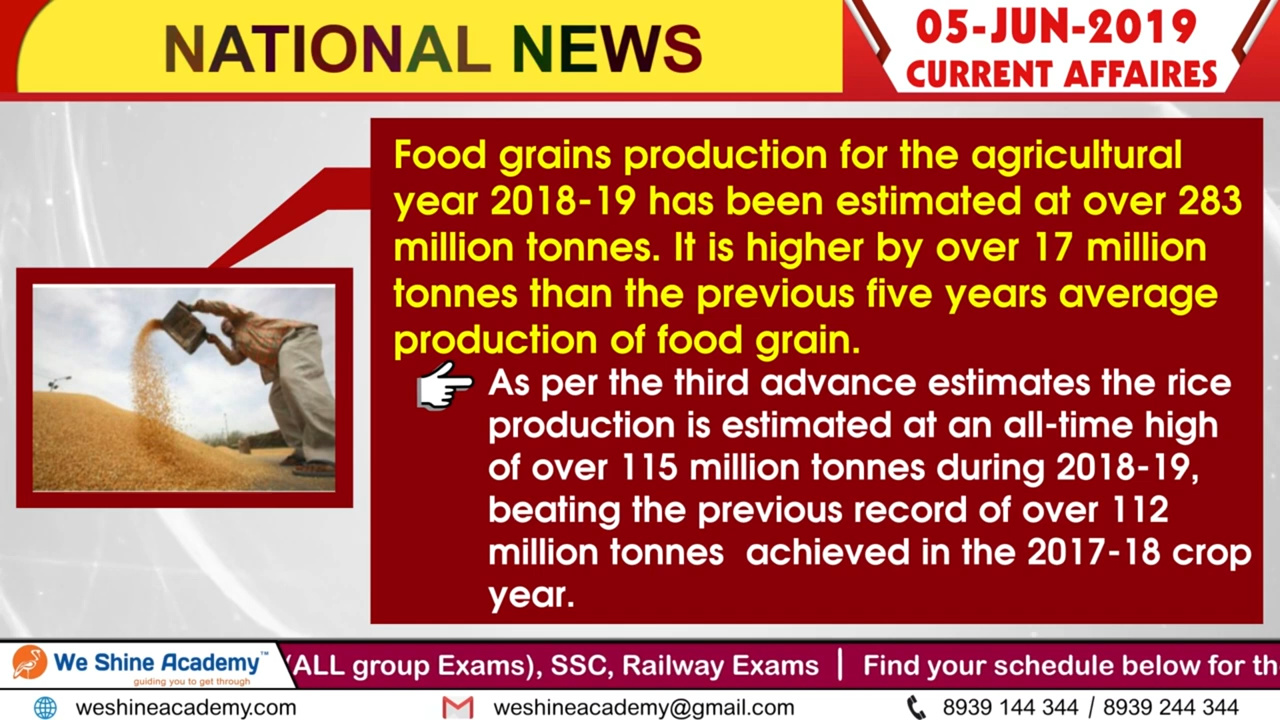 NATIONAL NEWS
05-JUN-2019
CURRENT AFFAIRES
Food grains production for the agricultural
year 2018-19 has been estimated at over 283
million tonnes. It is higher by over 17 million
tonnes than the previous five years average
production of food grain.
As per the third advance estimates the rice
production is estimated at an all-time high
of over 115 million tonnes during 2018-19,
beating the previous record of over 112
million tonnes achieved in the 2017-18 crop
year.
We Shine Academy™
guiding you to get through
(ALL group Exams), SSC, Railway Exams | Find your schedule below for th
weshineacademy.com
weshineacademy@gmail.com
8939 144 344 / 8939 244 344